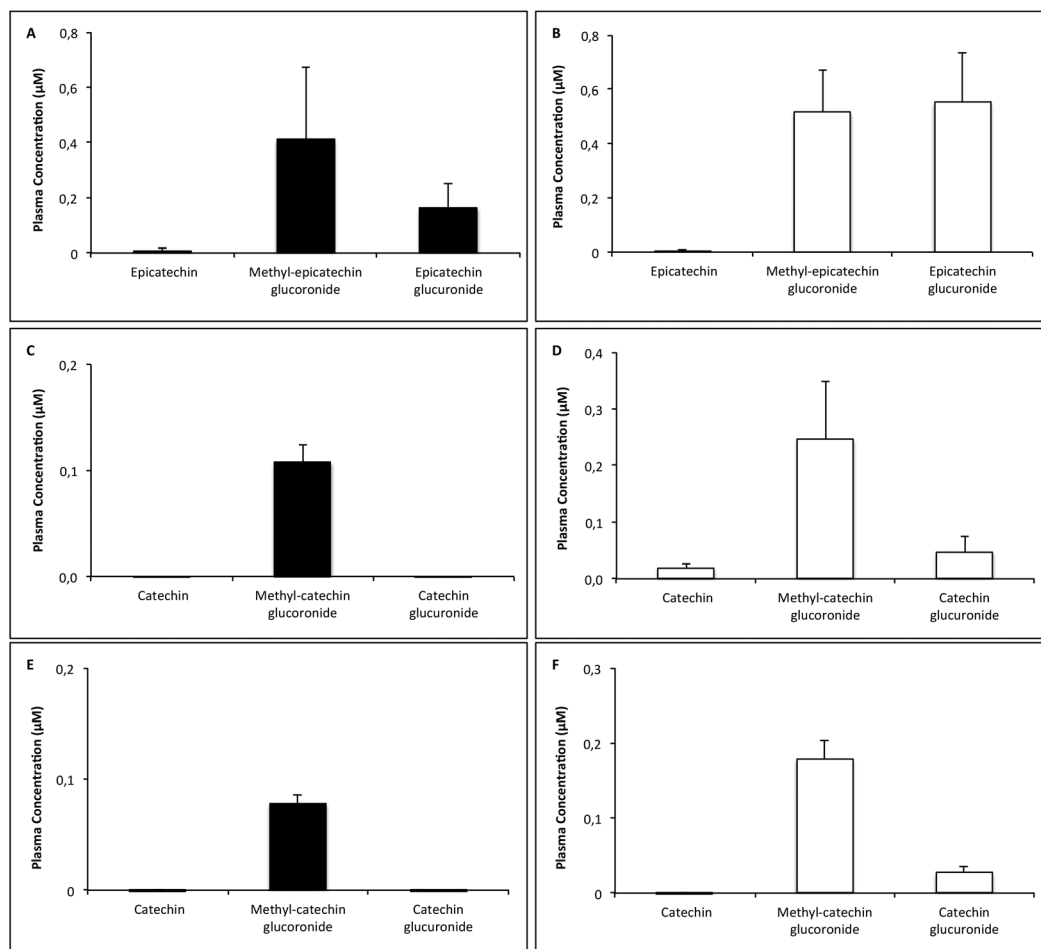 A
Plasma Concentration (µM)
0,8
0,6
0,4
0,2
0
Epicatechin
Methyl-epicatechin
glucoronide
Epicatechin
glucuronide
B
Plasma Concentration (µM)
0,8
0,6
0,4
0,2
0
Epicatechin
Methyl-epicatechin
glucoronide
Epicatechin
glucuronide
C
Plasma Concentration (µM)
0,2
0,1
0,0
Catechin
Methyl-catechin
glucoronide
Catechin
glucuronide
D
Plasma Concentration (µM)
0,4
0,3
0,2
0,1
0,0
Catechin
Methyl-catechin
glucoronide
Catechin
glucuronide
E
Plasma Concentration (µM)
0,2
0,1
0
Catechin
Methyl-catechin
glucoronide
Catechin
glucuronide
F
Plasma Concentration (µM)
0,3
0,2
0,1
0
Catechin
Methyl-catechin
glucoronide
Catechin
glucuronide